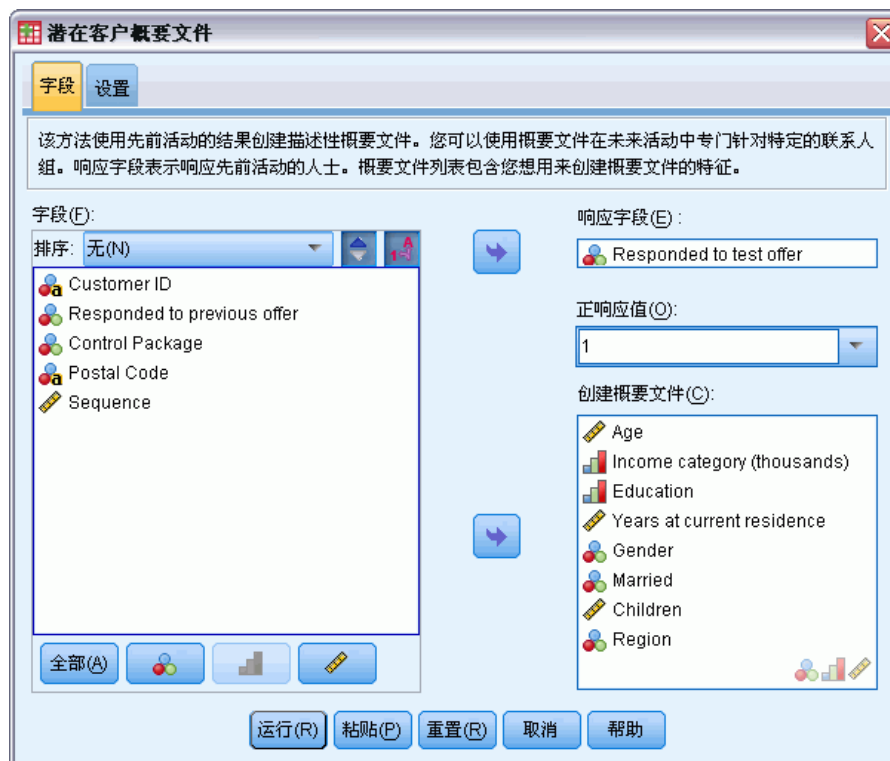 潜在客户概要文件
字段
设置
该方法使用先前活动的结果创建描述性概要文件。您可以使用概要文件在未来活动中专门针对特定的联系人
组。响应字段表示响应先前活动的人士。概要文件列表包含您想用来创建概要文件的特征。
字段(F):
排序: 无(N)
Customer ID
Responded to previous offer
Control Package
Postal Code
Sequence
全部(A)
响应字段(E) :
Responded to test offer
正响应值(O):
1
创建概要文件(C):
Age
Income category (thousands)
Education
Years at current residence
Gender
Married
Children
Region
运行(R)
粘贴(P)
重置(R)
取消
帮助